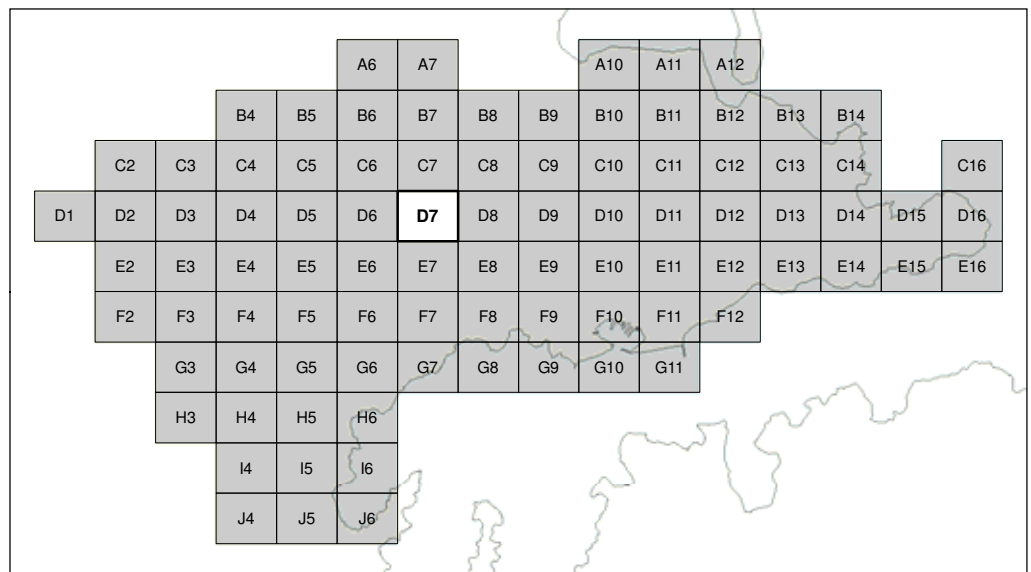 A6 A7 A10 A11 A12
B4 B5 B6 B7 B8 B9 B10 B11 B12 B13 B14
C2 C3 C4 C5 C6 C7 C8 C9 C10 C11 C12 C13 C14 C16
D1 D2 D3 D4 D5 D6 D7 D8 D9 D10 D11 D12 D13 D14 D15 D16
E2 E3 E4 E5 E6 E7 E8 E9 E10 E11 E12 E13 E14 E15 E16
F2 F3 F4 F5 F6 F7 F8 F9 F10 F11 F12
G3 G4 G5 G6 G7 G8 G9 G10 G11
H3 H4 H5 H6
I4 I5 I6
J4 J5 J6